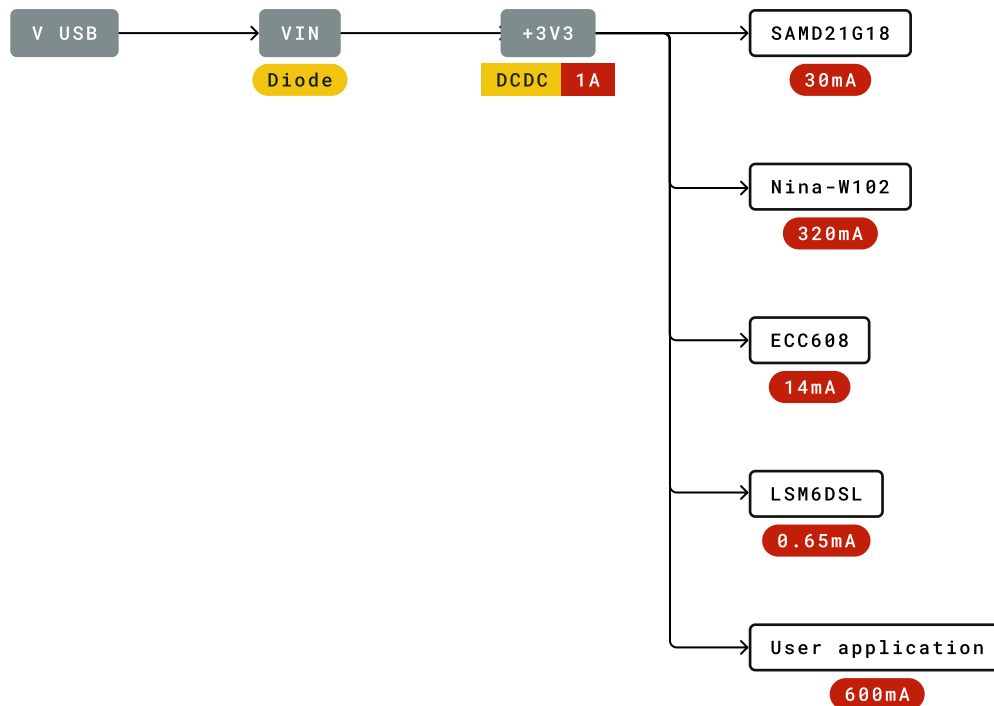 V USB
VIN
+3V3
SAMD21G18
Diode
DCDC
1A
30mA
Nina-W102
320mA
ECC608
14mA
LSM6DSL
0.65mA
User application
600mA